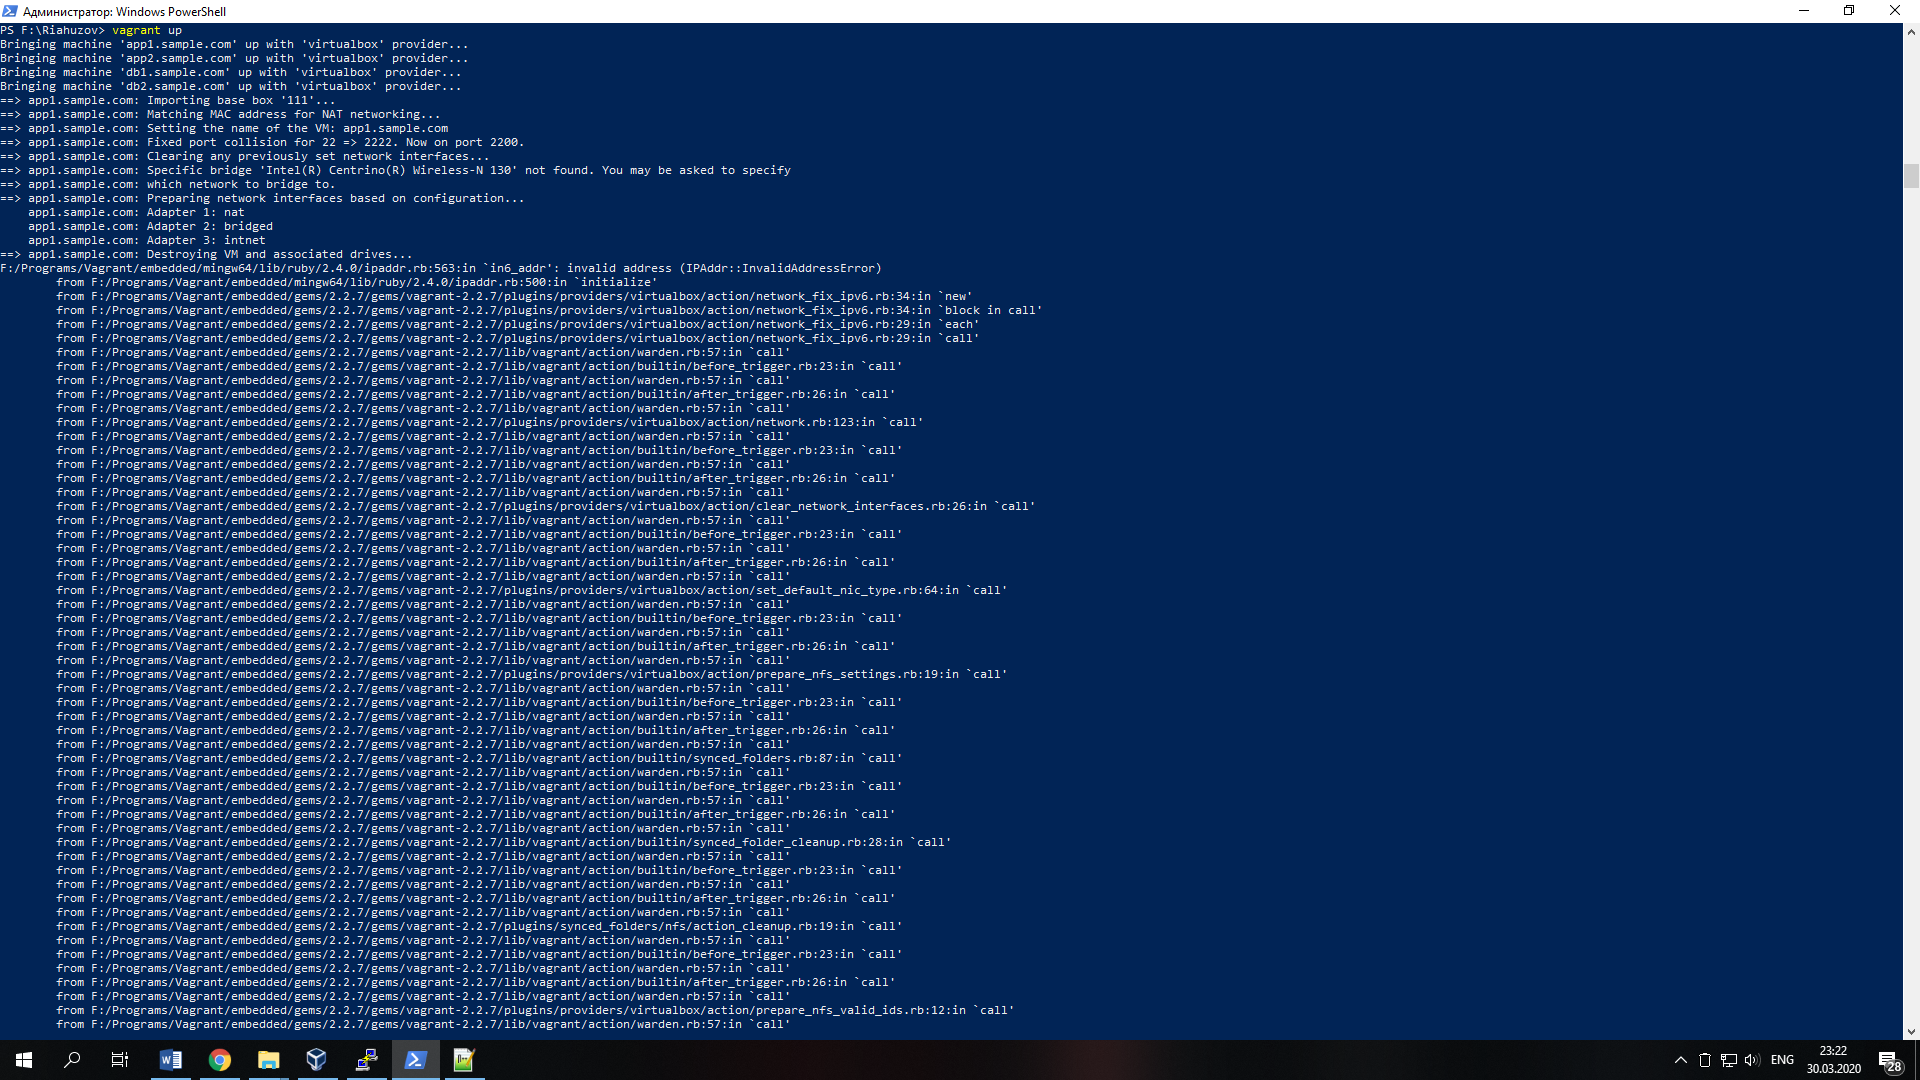 Администратор: Windows PowerShell
PS F:\Riahuzov> vagrant up
Bringing machine 'app1.sample.com' up with 'virtualbox' provider...
Bringing machine 'app2.sample.com' up with 'virtualbox' provider...
Bringing machine 'db1.sample.com' up with 'virtualbox' provider...
Bringing machine 'db2.sample.com' up with 'virtualbox' provider...
==> app1.sample.com: Importing base box '111'...
==> app1.sample.com: Matching MAC address for NAT networking...
==> app1.sample.com: Setting the name of the VM: app1.sample.com
==> app1.sample.com: Fixed port collision for 22 => 2222. Now on port 2200.
==> app1.sample.com: Clearing any previously set network interfaces...
==> app1.sample.com: Specific bridge 'Intel(R) Centrino(R) Wireless-N 130' not found. You may be asked to specify
==> app1.sample.com: which network to bridge to.
==> app1.sample.com: Preparing network interfaces based on configuration...
app1.sample.com: Adapter 1: nat
app1.sample.com: Adapter 2: bridged
app1.sample.com: Adapter 3: intnet
==> app1.sample.com: Destroying VM and associated drives...
F:/Programs/Vagrant/embedded/mingw64/lib/ruby/2.4.0/ipaddr.rb:563:in `in6_addr': invalid address (IPAddr::InvalidAddressError)
from F:/Programs/Vagrant/embedded/mingw64/lib/ruby/2.4.0/ipaddr.rb:500:in `initialize'
from F:/Programs/Vagrant/embedded/gems/2.2.7/gems/vagrant-2.2.7/plugins/providers/virtualbox/action/network_fix_ipv6.rb:34:in `new'
from F:/Programs/Vagrant/embedded/gems/2.2.7/gems/vagrant-2.2.7/plugins/providers/virtualbox/action/network_fix_ipv6.rb:34:in `block in call'
from F:/Programs/Vagrant/embedded/gems/2.2.7/gems/vagrant-2.2.7/plugins/providers/virtualbox/action/network_fix_ipv6.rb:29:in `each'
from F:/Programs/Vagrant/embedded/gems/2.2.7/gems/vagrant-2.2.7/plugins/providers/virtualbox/action/network_fix_ipv6.rb:29:in `call'
from F:/Programs/Vagrant/embedded/gems/2.2.7/gems/vagrant-2.2.7/lib/vagrant/action/warden.rb:57:in `call'
from F:/Programs/Vagrant/embedded/gems/2.2.7/gems/vagrant-2.2.7/lib/vagrant/action/builtin/before_trigger.rb:23:in `call'
from F:/Programs/Vagrant/embedded/gems/2.2.7/gems/vagrant-2.2.7/lib/vagrant/action/warden.rb:57:in `call'
from F:/Programs/Vagrant/embedded/gems/2.2.7/gems/vagrant-2.2.7/lib/vagrant/action/builtin/after_trigger.rb:26:in `call'
from F:/Programs/Vagrant/embedded/gems/2.2.7/gems/vagrant-2.2.7/lib/vagrant/action/warden.rb:57:in `call'
from F:/Programs/Vagrant/embedded/gems/2.2.7/gems/vagrant-2.2.7/plugins/providers/virtualbox/action/network.rb:123:in `call'
from F:/Programs/Vagrant/embedded/gems/2.2.7/gems/vagrant-2.2.7/lib/vagrant/action/warden.rb:57:in `call'
from F:/Programs/Vagrant/embedded/gems/2.2.7/gems/vagrant-2.2.7/lib/vagrant/action/builtin/before_trigger.rb:23:in `call'
from F:/Programs/Vagrant/embedded/gems/2.2.7/gems/vagrant-2.2.7/lib/vagrant/action/warden.rb:57:in `call'
from F:/Programs/Vagrant/embedded/gems/2.2.7/gems/vagrant-2.2.7/lib/vagrant/action/builtin/after_trigger.rb:26:in `call'
from F:/Programs/Vagrant/embedded/gems/2.2.7/gems/vagrant-2.2.7/lib/vagrant/action/warden.rb:57:in `call'
from F:/Programs/Vagrant/embedded/gems/2.2.7/gems/vagrant-2.2.7/plugins/providers/virtualbox/action/clear_network_interfaces.rb:26:in `call'
from F:/Programs/Vagrant/embedded/gems/2.2.7/gems/vagrant-2.2.7/lib/vagrant/action/warden.rb:57:in `call'
from F:/Programs/Vagrant/embedded/gems/2.2.7/gems/vagrant-2.2.7/lib/vagrant/action/builtin/before_trigger.rb:23:in `call'
from F:/Programs/Vagrant/embedded/gems/2.2.7/gems/vagrant-2.2.7/lib/vagrant/action/warden.rb:57:in `call'
from F:/Programs/Vagrant/embedded/gems/2.2.7/gems/vagrant-2.2.7/lib/vagrant/action/builtin/after_trigger.rb:26:in `call'
from F:/Programs/Vagrant/embedded/gems/2.2.7/gems/vagrant-2.2.7/lib/vagrant/action/warden.rb:57:in `call'
from F:/Programs/Vagrant/embedded/gems/2.2.7/gems/vagrant-2.2.7/plugins/providers/virtualbox/action/set_default_nic_type.rb:64:in `call'
from F:/Programs/Vagrant/embedded/gems/2.2.7/gems/vagrant-2.2.7/lib/vagrant/action/warden.rb:57:in `call'
from F:/Programs/Vagrant/embedded/gems/2.2.7/gems/vagrant-2.2.7/lib/vagrant/action/builtin/before_trigger.rb:23:in `call'
from F:/Programs/Vagrant/embedded/gems/2.2.7/gems/vagrant-2.2.7/lib/vagrant/action/warden.rb:57:in `call'
from F:/Programs/Vagrant/embedded/gems/2.2.7/gems/vagrant-2.2.7/lib/vagrant/action/builtin/after_trigger.rb:26:in `call'
from F:/Programs/Vagrant/embedded/gems/2.2.7/gems/vagrant-2.2.7/lib/vagrant/action/warden.rb:57:in `call'
from F:/Programs/Vagrant/embedded/gems/2.2.7/gems/vagrant-2.2.7/plugins/providers/virtualbox/action/prepare_nfs_settings.rb:19:in `call'
from F:/Programs/Vagrant/embedded/gems/2.2.7/gems/vagrant-2.2.7/lib/vagrant/action/warden.rb:57:in `call'
from F:/Programs/Vagrant/embedded/gems/2.2.7/gems/vagrant-2.2.7/lib/vagrant/action/builtin/before_trigger.rb:23:in `call'
from F:/Programs/Vagrant/embedded/gems/2.2.7/gems/vagrant-2.2.7/lib/vagrant/action/warden.rb:57:in `call'
from F:/Programs/Vagrant/embedded/gems/2.2.7/gems/vagrant-2.2.7/lib/vagrant/action/builtin/after_trigger.rb:26:in `call'
from F:/Programs/Vagrant/embedded/gems/2.2.7/gems/vagrant-2.2.7/lib/vagrant/action/warden.rb:57:in `call'
from F:/Programs/Vagrant/embedded/gems/2.2.7/gems/vagrant-2.2.7/lib/vagrant/action/builtin/synced_folders.rb:87:in `call'
from F:/Programs/Vagrant/embedded/gems/2.2.7/gems/vagrant-2.2.7/lib/vagrant/action/warden.rb:57:in `call'
from F:/Programs/Vagrant/embedded/gems/2.2.7/gems/vagrant-2.2.7/lib/vagrant/action/builtin/before_trigger.rb:23:in `call'
from F:/Programs/Vagrant/embedded/gems/2.2.7/gems/vagrant-2.2.7/lib/vagrant/action/warden.rb:57:in `call'
from F:/Programs/Vagrant/embedded/gems/2.2.7/gems/vagrant-2.2.7/lib/vagrant/action/builtin/after_trigger.rb:26:in `call'
from F:/Programs/Vagrant/embedded/gems/2.2.7/gems/vagrant-2.2.7/lib/vagrant/action/warden.rb:57:in `call'
from F:/Programs/Vagrant/embedded/gems/2.2.7/gems/vagrant-2.2.7/lib/vagrant/action/builtin/synced_folder_cleanup.rb:28:in `call'
from F:/Programs/Vagrant/embedded/gems/2.2.7/gems/vagrant-2.2.7/lib/vagrant/action/warden.rb:57:in `call'
from F:/Programs/Vagrant/embedded/gems/2.2.7/gems/vagrant-2.2.7/lib/vagrant/action/builtin/before_trigger.rb:23:in `call'
from F:/Programs/Vagrant/embedded/gems/2.2.7/gems/vagrant-2.2.7/lib/vagrant/action/warden.rb:57:in `call'
from F:/Programs/Vagrant/embedded/gems/2.2.7/gems/vagrant-2.2.7/lib/vagrant/action/builtin/after_trigger.rb:26:in `call'
from F:/Programs/Vagrant/embedded/gems/2.2.7/gems/vagrant-2.2.7/lib/vagrant/action/warden.rb:57:in `call'
from F:/Programs/Vagrant/embedded/gems/2.2.7/gems/vagrant-2.2.7/plugins/synced_folders/nfs/action_cleanup.rb:19:in `call'
from F:/Programs/Vagrant/embedded/gems/2.2.7/gems/vagrant-2.2.7/lib/vagrant/action/warden.rb:57:in `call'
from F:/Programs/Vagrant/embedded/gems/2.2.7/gems/vagrant-2.2.7/lib/vagrant/action/builtin/before_trigger.rb:23:in `call'
from F:/Programs/Vagrant/embedded/gems/2.2.7/gems/vagrant-2.2.7/lib/vagrant/action/warden.rb:57:in `call'
from F:/Programs/Vagrant/embedded/gems/2.2.7/gems/vagrant-2.2.7/lib/vagrant/action/builtin/after_trigger.rb:26:in `call'
from F:/Programs/Vagrant/embedded/gems/2.2.7/gems/vagrant-2.2.7/lib/vagrant/action/warden.rb:57:in `call'
from F:/Programs/Vagrant/embedded/gems/2.2.7/gems/vagrant-2.2.7/plugins/providers/virtualbox/action/prepare_nfs_valid_ids.rb:12:in `call'
from F:/Programs/Vagrant/embedded/gems/2.2.7/gems/vagrant-2.2.7/lib/vagrant/action/warden.rb:57:in `call'
ENG
23:22
30.03.2020
28